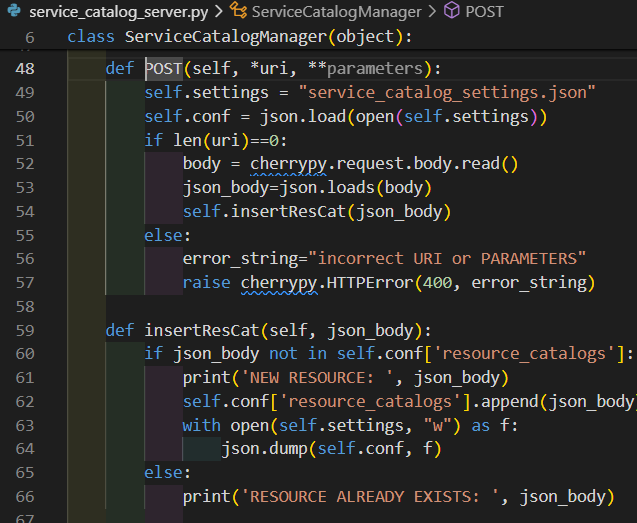 service_catalog_server.py > ServiceCatalogManager > POST
6 class ServiceCatalogManager(object):
48 def POST(self, *uri, **parameters):
49 self.settings = "service_catalog_settings.json"
50 self.conf = json.load(open(self.settings))
51 if len(uri)==0:
52 body = cherrypy.request.body.read()
53 json_body=json.loads(body)
54 self.insertResCat(json_body)
55 else:
56 error_string="incorrect URI or PARAMETERS"
57 raise cherrypy.HTTPError(400, error_string)
58
59 def insertResCat(self, json_body):
60 if json_body not in self.conf['resource_catalogs']:
61 print('NEW RESOURCE: ', json_body)
62 self.conf['resource_catalogs'].append(json_body)
63 with open(self.settings, "w") as f:
64 json.dump(self.conf, f)
65 else:
66 print('RESOURCE ALREADY EXISTS: ', json_body)
67